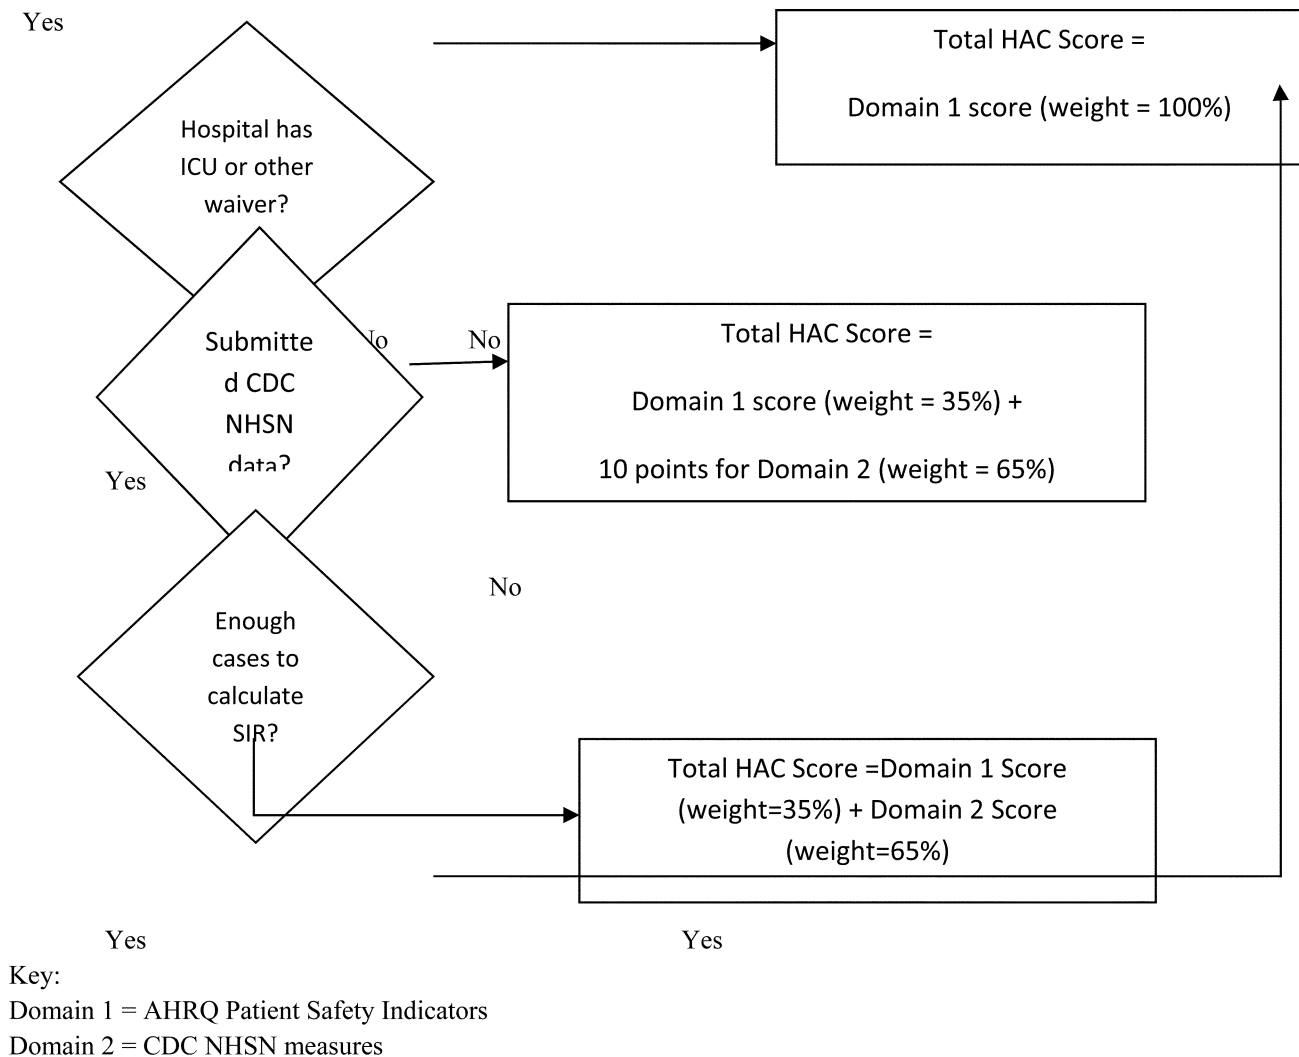 Yes
Total HAC Score =
Domain 1 score (weight = 100%)
Hospital has
ICU or other
waiver?
Submitte
d CDC
NHSN
data?
No
No
Total HAC Score =
Domain 1 score (weight = 35%) +
10 points for Domain 2 (weight = 65%)
Yes
No
Enough
cases to
calculate
SIR?
Total HAC Score =Domain 1 Score
(weight=35%) + Domain 2 Score
(weight=65%)
Yes
Yes
Key:
Domain 1 = AHRQ Patient Safety Indicators
Domain 2 = CDC NHSN measures